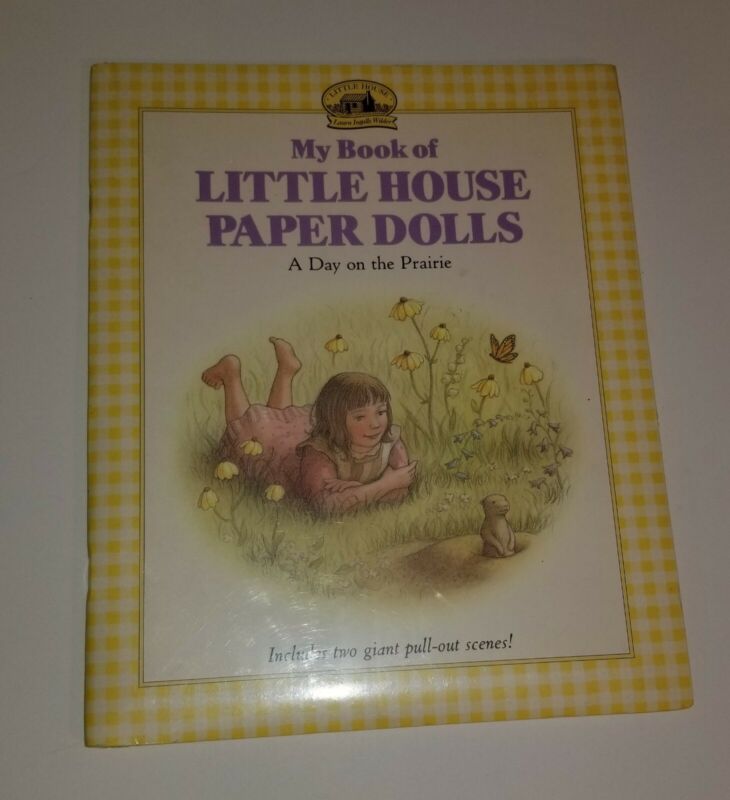 LITTLE HOUSE
Laura Ingalls Wilder
My Book of
LITTLE HOUSE
PAPER DOLLS
A Day on the Prairie
Includes two giant pull-out scenes!